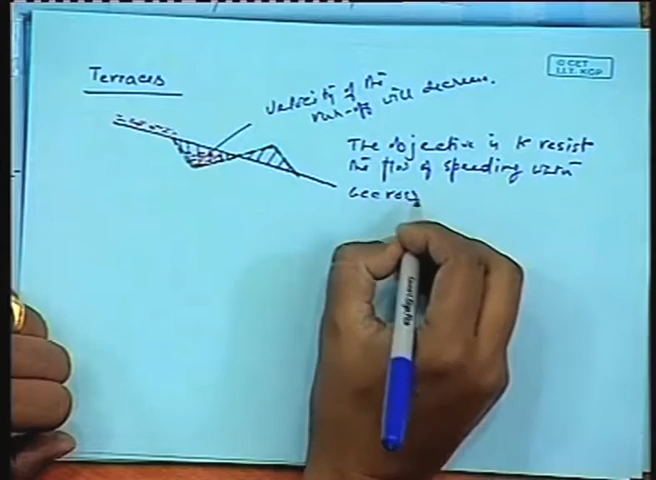 Terraces
© CET
I.I.T. KGP
velocity of the
run-off will decrease.
The objective is to resist
the flow of speeding water
across